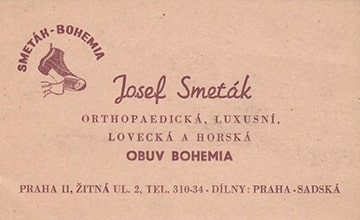 SMETÁK-BOHEMIA
Josef Smeták
ORTHOPAEDICKÁ, LUXUSNÍ,
LOVECKÁ A HORSKÁ
OBUV BOHEMIA
PRAHA II, ŽITNÁ UL. 2, TEL. 310-34 - DÍLNY: PRAHA - SADSKÁ